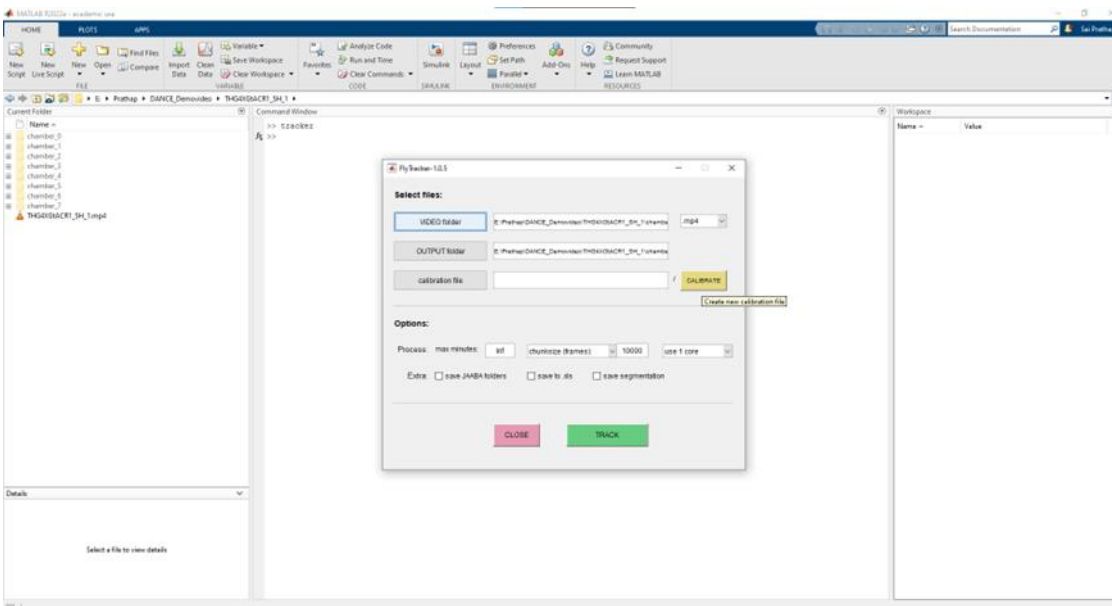 MATLAB R2022a - academic use
HOME PLOTS APPS
Search Documentation
Sai Pratha
New Script
New Live Script
New
Open
Find Files
Compare
Import Data
Clean Data
Variable
Save Workspace
Clear Workspace
Favorites
Analyze Code
Run and Time
Clear Commands
Simulink
Layout
Preferences
Set Path
Parallel
Add-Ons
Help
Community
Request Support
Learn MATLAB
FILE VARIABLE CODE SIMULINK ENVIRONMENT RESOURCES
E: Prathap DANCE_Demovideos
Current Folder
Name
chamber_0
chamber_1
chamber_2
chamber_3
chamber_4
chamber_5
chamber_6
chamber_7
Details
Select a file to view details
Command Window
>> tracker
fx >>
Workspace
Name Value
FlyTracker-1.0.5
Select files:
VIDEO folder .mp4
OUTPUT folder
calibration file / CALIBRATE
Create new calibration file
Options:
Process: max minutes: inf chunksize (frames): 10000 use 1 core
Extra: save JAABA folders save to .xls save segmentation
CLOSE TRACK